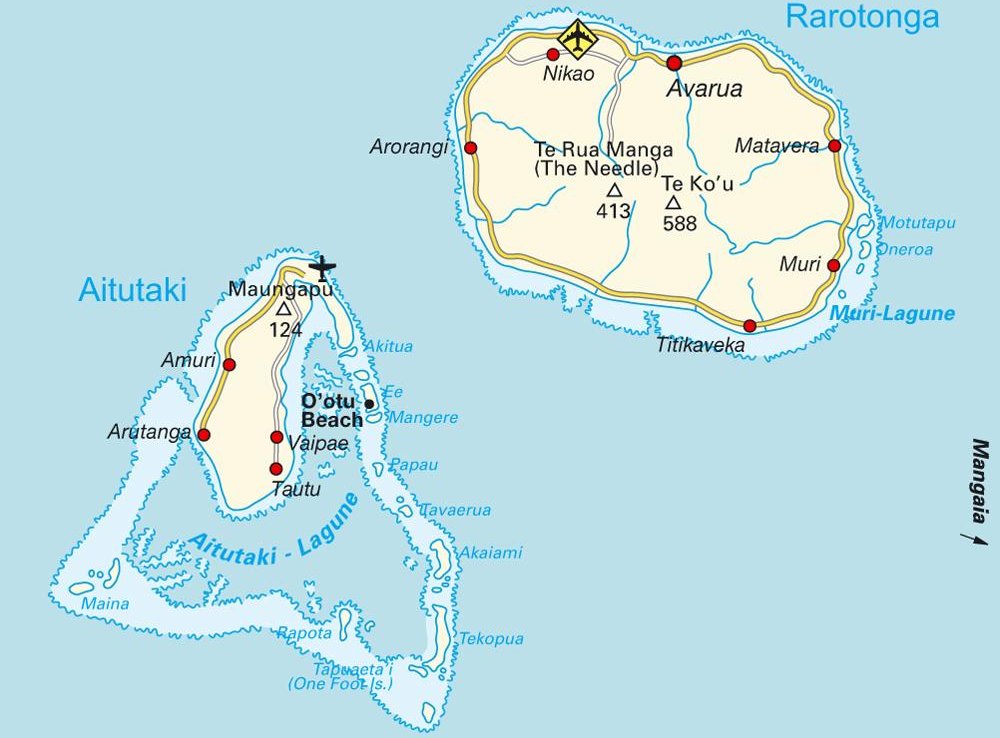 Rarotonga
Nikao
Avarua
Arorangi
Te Rua Manga
(The Needle)
413
Te Ko'u
588
Matavera
Motutapu
Oneroa
Muri
Muri-Lagune
Titikaveka
Aitutaki
Maungapu
124
Amuri
Akitua
O'otu
Beach
Ee
Mangere
Arutanga
Vaipae
Papau
Tautu
Tavaerua
Aitutaki - Lagune
Akaiami
Maina
Rapota
Tekopua
Tapuaeta'i
(One Foot-Is.)
Mangaia